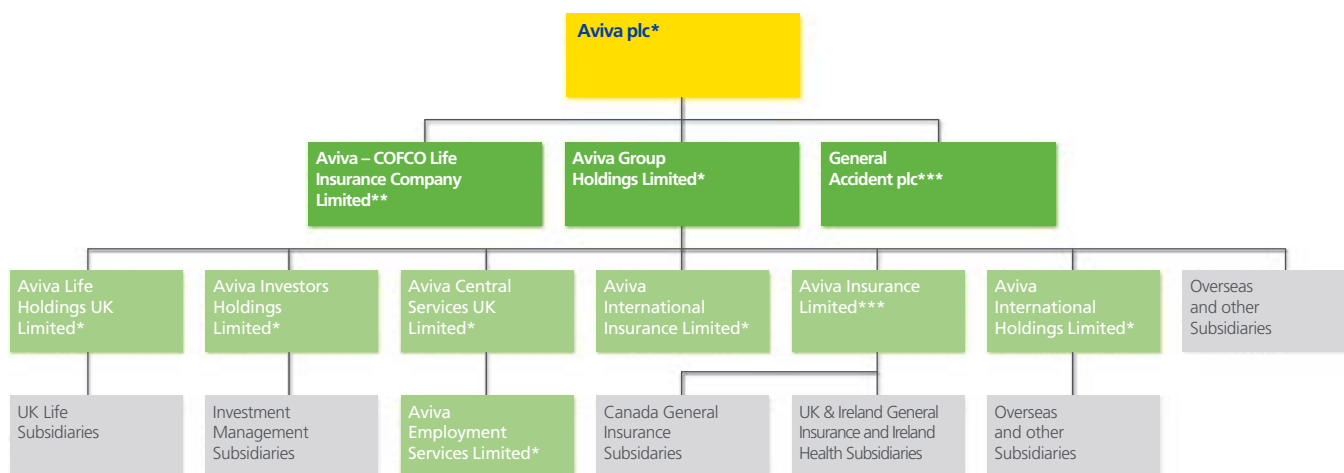 Aviva plc*
Aviva – COFCO Life
Insurance Company
Limited**
Aviva Group
Holdings Limited*
General
Accident plc***
Aviva Life
Holdings UK
Limited*
Aviva Investors
Holdings
Limited*
Aviva Central
Services UK
Limited*
Aviva
International
Insurance Limited*
Aviva Insurance
Limited***
Aviva
International
Holdings Limited*
Overseas
and other
Subsidiaries
UK Life
Subsidiaries
Investment
Management
Subsidiaries
Aviva
Employment
Services Limited*
Canada General
Insurance
Subsidaries
UK & Ireland General
Insurance and Ireland
Health Subsidiaries
Overseas
and other
Subsidiaries